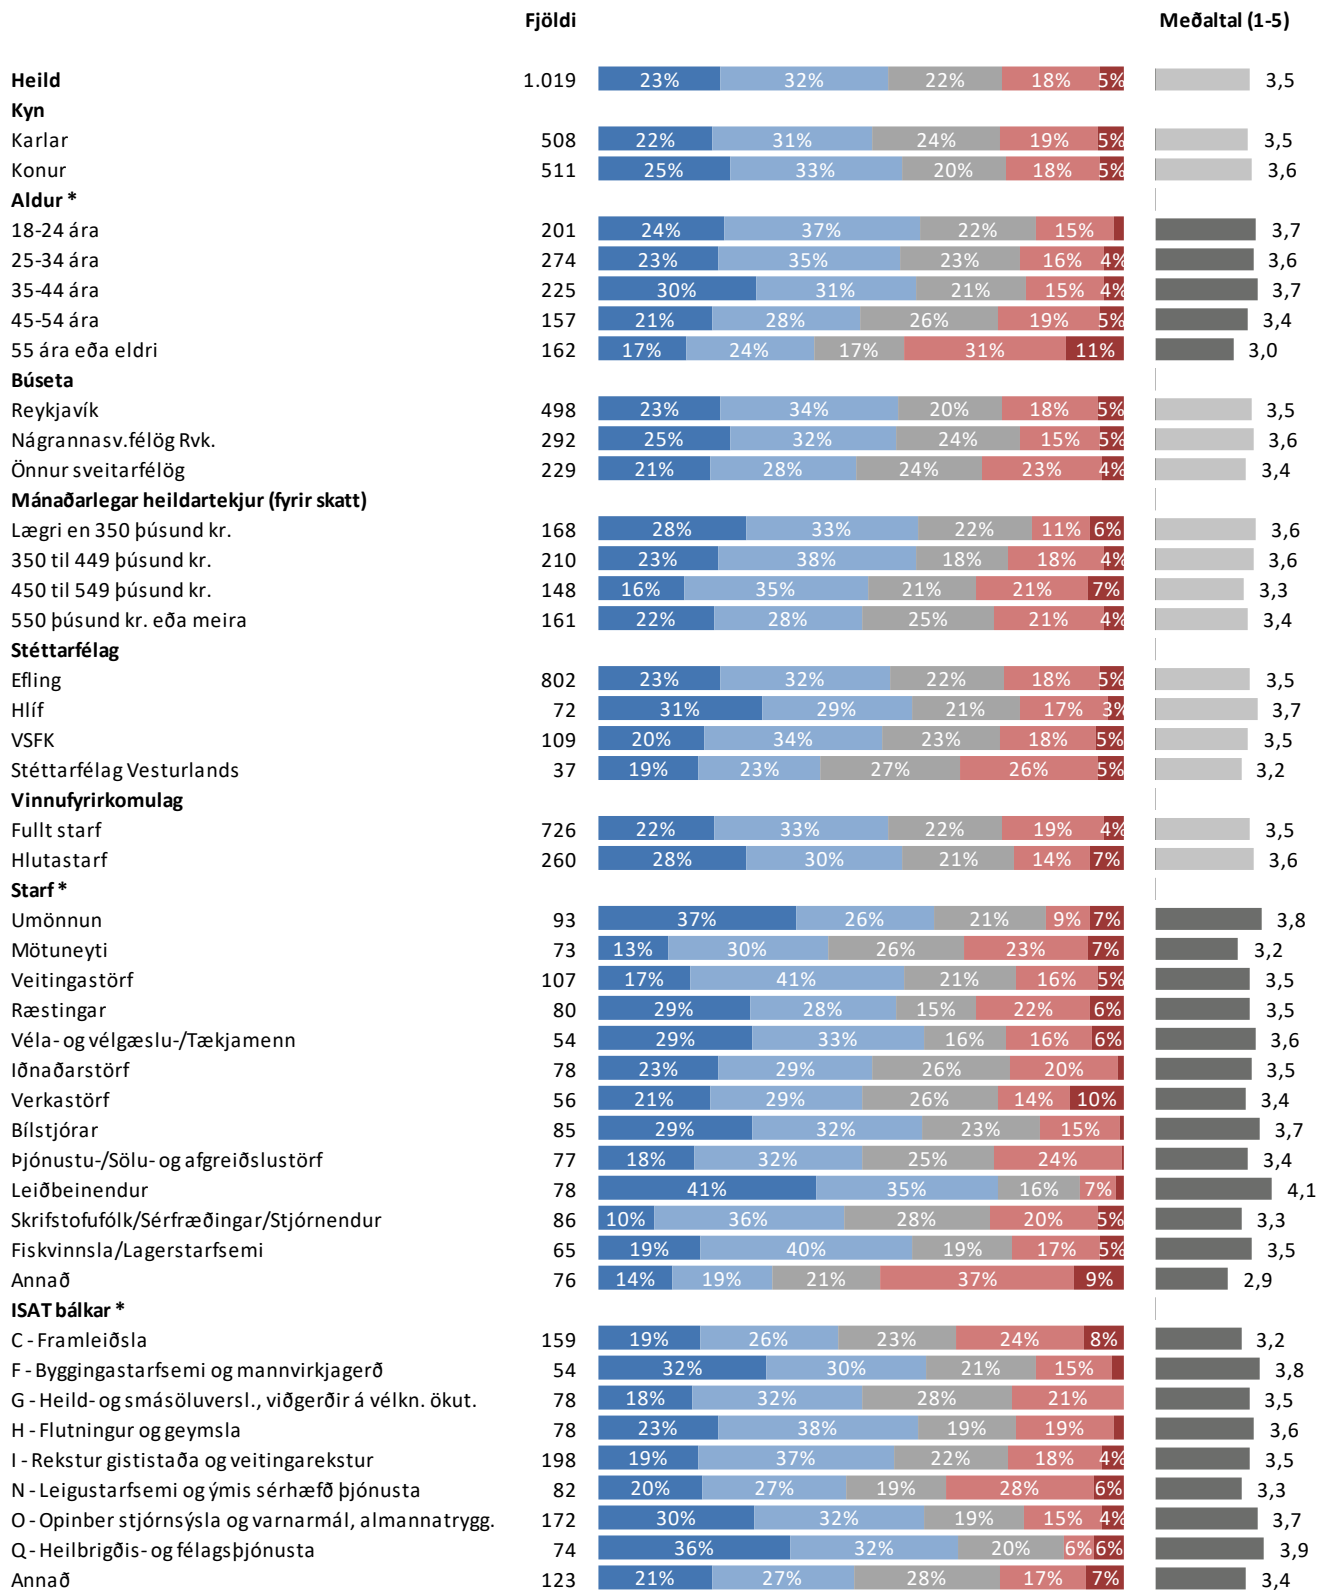 Fjöldi Meðaltal (1-5)
Heild 1.019 23% 32% 22% 18% 5% 3,5
Kyn
Karlar 508 22% 31% 24% 19% 5% 3,5
Konur 511 25% 33% 20% 18% 5% 3,6
Aldur *
18-24 ára 201 24% 37% 22% 15% 3,7
25-34 ára 274 23% 35% 23% 16% 4% 3,6
35-44 ára 225 30% 31% 21% 15% 4% 3,7
45-54 ára 157 21% 28% 26% 19% 5% 3,4
55 ára eða eldri 162 17% 24% 17% 31% 11% 3,0
Búseta
Reykjavík 498 23% 34% 20% 18% 5% 3,5
Nágrannasv.félög Rvk. 292 25% 32% 24% 15% 5% 3,6
Önnur sveitarfélög 229 21% 28% 24% 23% 4% 3,4
Mánaðarlegar heildartekjur (fyrir skatt)
Lægri en 350 þúsund kr. 168 28% 33% 22% 11% 6% 3,6
350 til 449 þúsund kr. 210 23% 38% 18% 18% 4% 3,6
450 til 549 þúsund kr. 148 16% 35% 21% 21% 7% 3,3
550 þúsund kr. eða meira 161 22% 28% 25% 21% 4% 3,4
Stéttarfélag
Efling 802 23% 32% 22% 18% 5% 3,5
Hlíf 72 31% 29% 21% 17% 3% 3,7
VSFK 109 20% 34% 23% 18% 5% 3,5
Stéttarfélag Vesturlands 37 19% 23% 27% 26% 5% 3,2
Vinnufyrirkomulag
Fullt starf 726 22% 33% 22% 19% 4% 3,5
Hlutastarf 260 28% 30% 21% 14% 7% 3,6
Starf *
Umönnun 93 37% 26% 21% 9% 7% 3,8
Mötuneyti 73 13% 30% 26% 23% 7% 3,2
Veitingastörf 107 17% 41% 21% 16% 5% 3,5
Ræstingar 80 29% 28% 15% 22% 6% 3,5
Véla- og vélgæslu-/Tækjamenn 54 29% 33% 16% 16% 6% 3,6
Iðnaðarstörf 78 23% 29% 26% 20% 3,5
Verkastörf 56 21% 29% 26% 14% 10% 3,4
Bílstjórar 85 29% 32% 23% 15% 3,7
Þjónustu-/Sölu- og afgreiðslustörf 77 18% 32% 25% 24% 3,4
Leiðbeinendur 78 41% 35% 16% 7% 4,1
Skrifstofufólk/Sérfræðingar/Stjórnendur 86 10% 36% 28% 20% 5% 3,3
Fiskvinnsla/Lagerstarfsemi 65 19% 40% 19% 17% 5% 3,5
Annað 76 14% 19% 21% 37% 9% 2,9
ISAT bálkar *
C - Framleiðsla 159 19% 26% 23% 24% 8% 3,2
F - Byggingastarfsemi og mannvirkjagerð 54 32% 30% 21% 15% 3,8
G - Heild- og smásöluversl., viðgerðir á vélkn. ökut. 78 18% 32% 28% 21% 3,5
H - Flutningur og geymsla 78 23% 38% 19% 19% 3,6
I - Rekstur gististaða og veitingarekstur 198 19% 37% 22% 18% 4% 3,5
N - Leigustarfsemi og ýmis sérhæfð þjónusta 82 20% 27% 19% 28% 6% 3,3
O - Opinber stjórnsýsla og varnarmál, almannatrygg. 172 30% 32% 19% 15% 4% 3,7
Q - Heilbrigðis- og félagsþjónusta 74 36% 32% 20% 6% 6% 3,9
Annað 123 21% 27% 28% 17% 7% 3,4